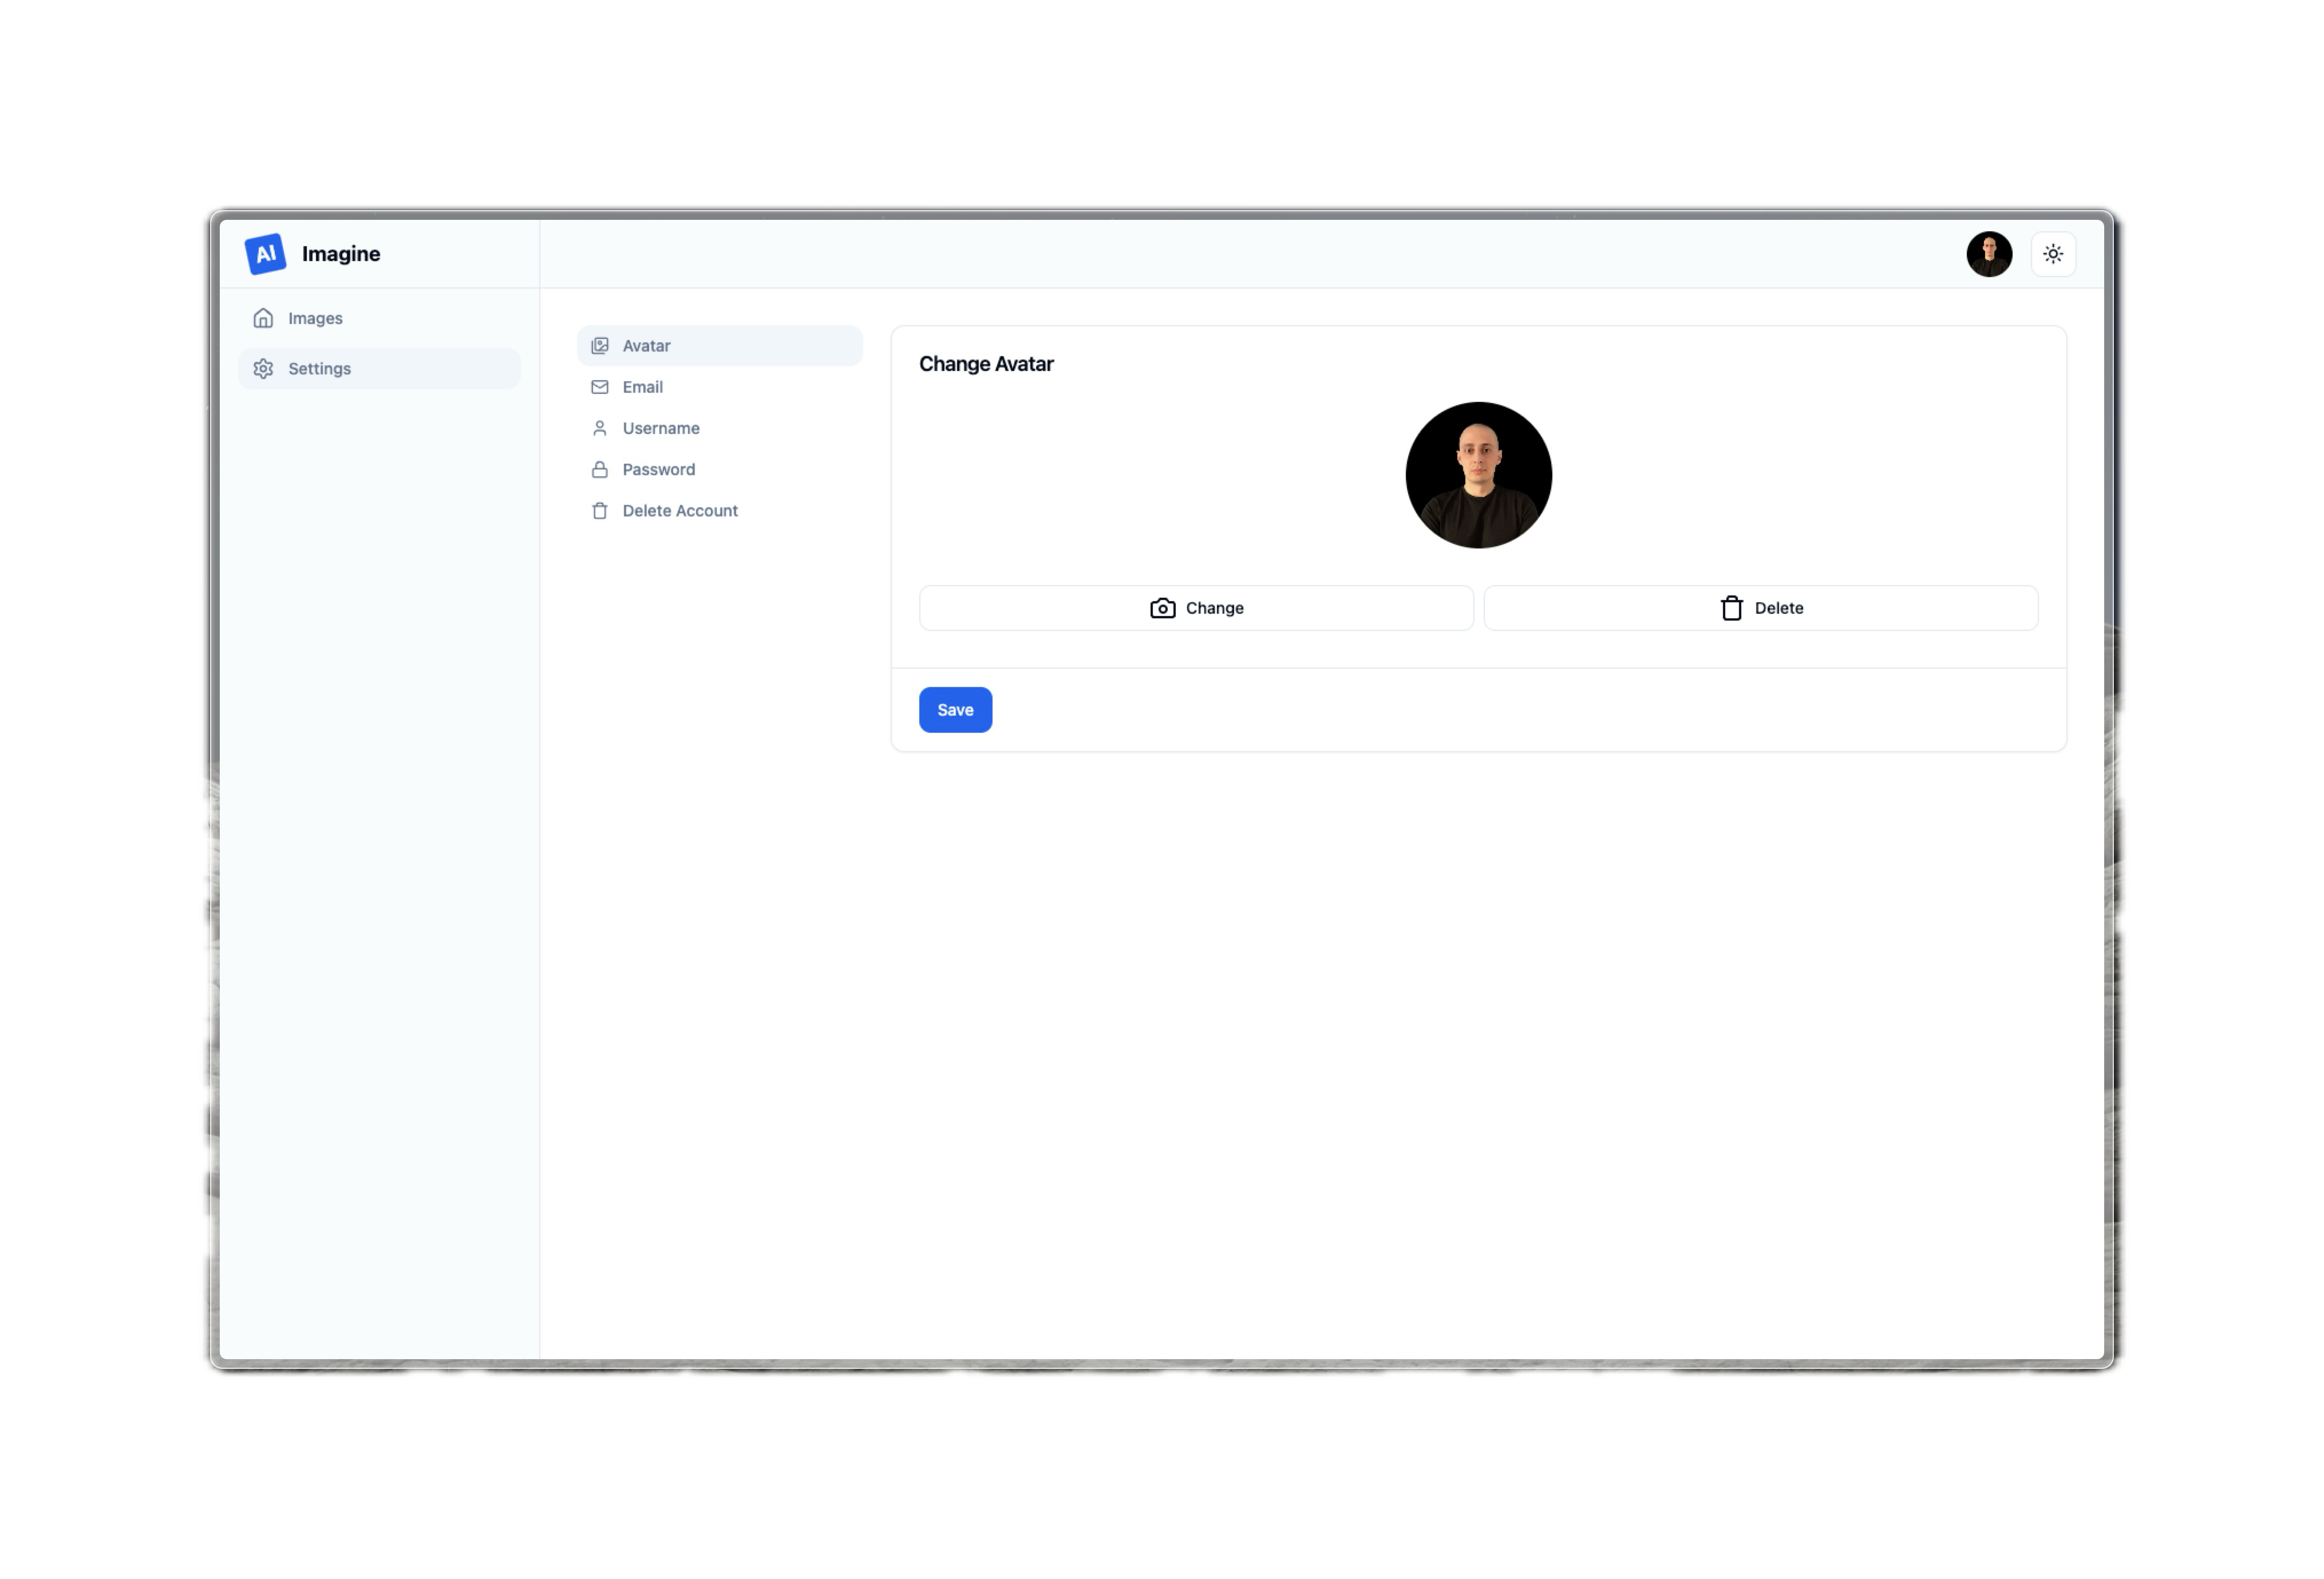 AI Imagine
Images
Settings
Avatar
Email
Username
Password
Delete Account
Change Avatar
Change
Delete
Save